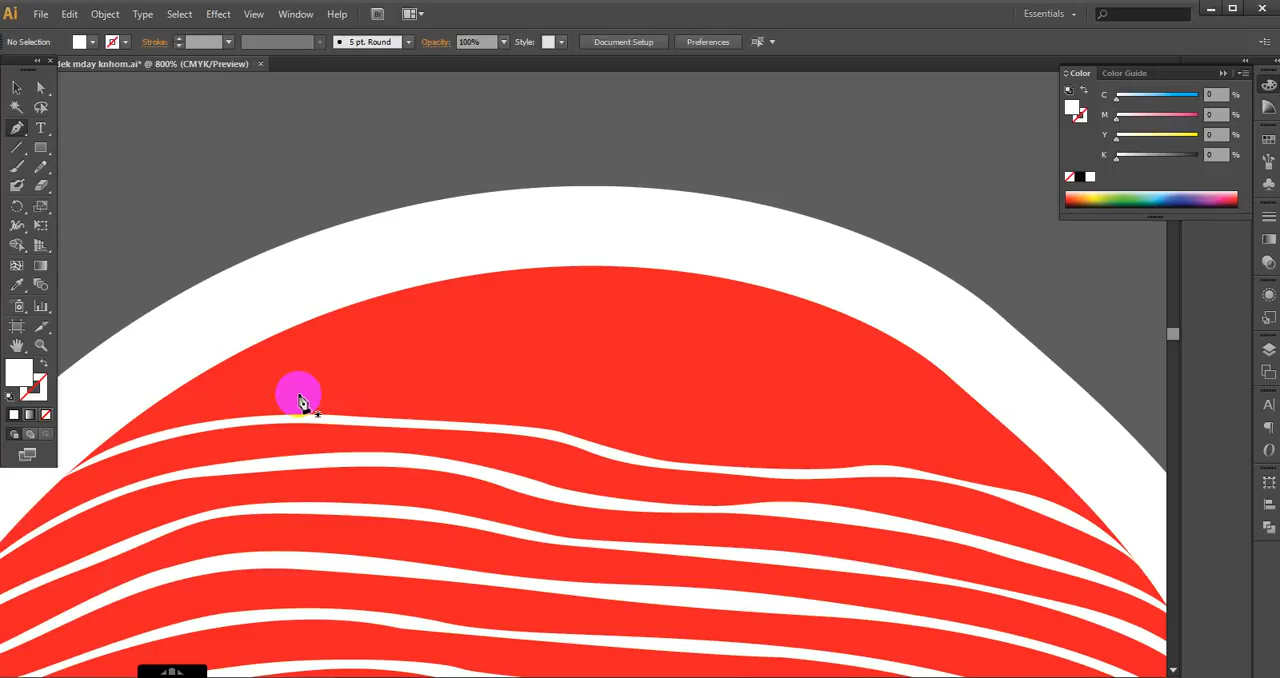 Ai File Edit Object Type Select Effect View Window Help Br Essentials
No Selection Stroke: 5 pt. Round Opacity: 100% Style: Document Setup Preferences
dek mday knhom.ai* @ 800% (CMYK/Preview) ×
Color Color Guide
C 0 %
M 0 %
Y 0 %
K 0 %